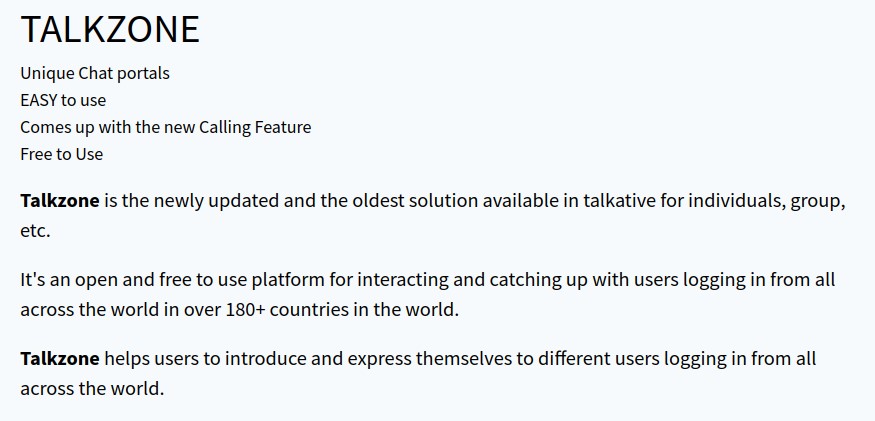 TALKZONE
Unique Chat portals
EASY to use
Comes up with the new Calling Feature
Free to Use
Talkzone is the newly updated and the oldest solution available in talkative for individuals, group,
etc.
It's an open and free to use platform for interacting and catching up with users logging in from all
across the world in over 180+ countries in the world.
Talkzone helps users to introduce and express themselves to different users logging in from all
across the world.